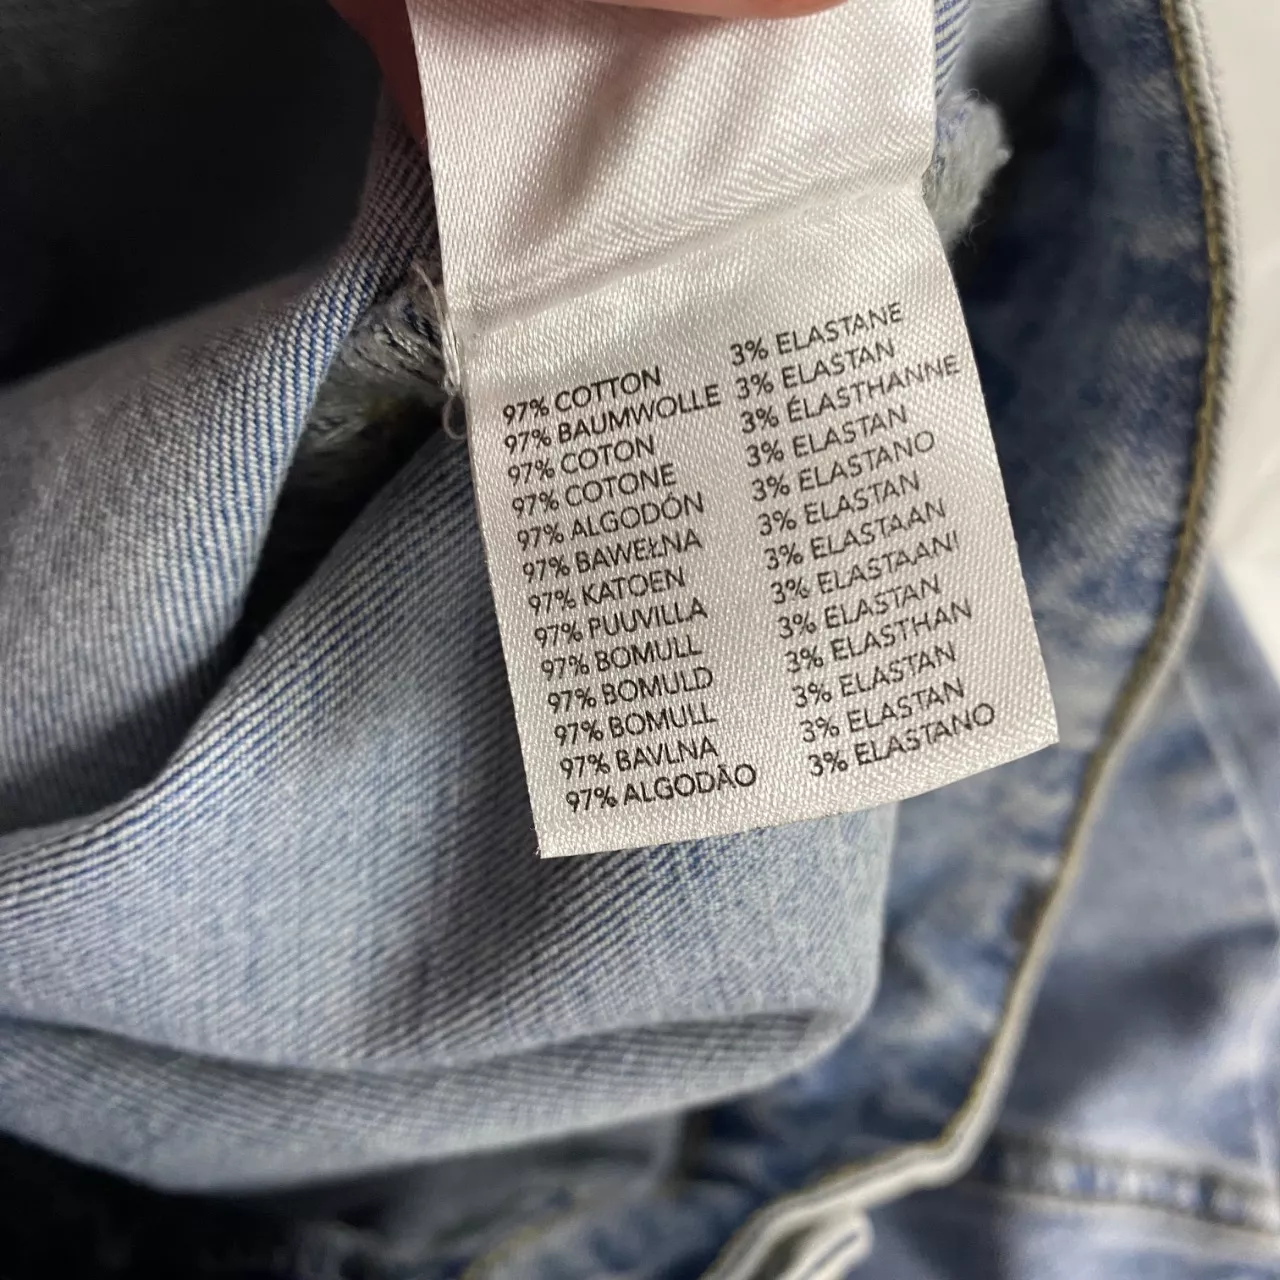 97% COTTON 3% ELASTANE
97% BAUMWOLLE 3% ELASTAN
97% COTON 3% ÉLASTHANNE
97% COTONE 3% ELASTAN
97% ALGODÓN 3% ELASTANO
97% BAWEŁNA 3% ELASTAN
97% KATOEN 3% ELASTAAN
97% PUUVILLA 3% ELASTAANI
97% BOMULL 3% ELASTAN
97% BOMULD 3% ELASTHAN
97% BOMULL 3% ELASTAN
97% BAVLNA 3% ELASTAN
97% ALGODÃO 3% ELASTANO